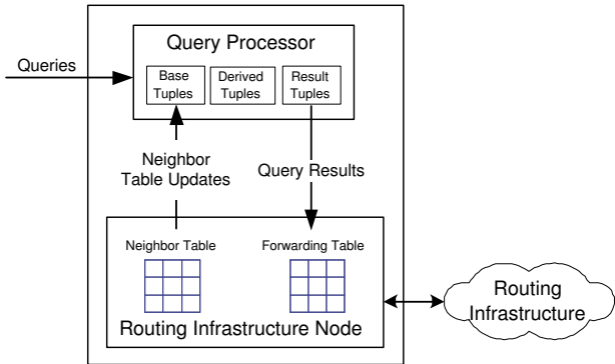 Query Processor
Queries
Base
Tuples
Derived
Tuples
Result
Tuples
Neighbor
Table Updates
Query Results
Neighbor Table
Forwarding Table
Routing Infrastructure Node
Routing
Infrastructure